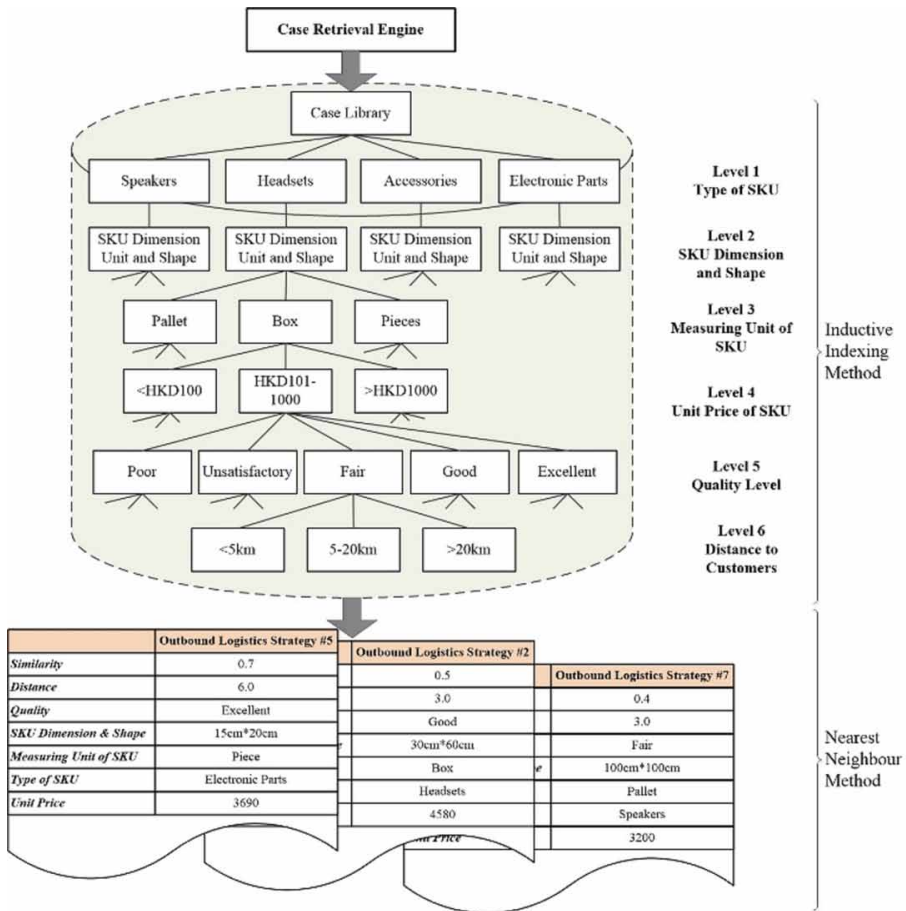 Case Retrieval Engine
Case Library
Speakers
Headsets
Accessories
Electronic Parts
Level 1
Type of SKU
SKU Dimension
Unit and Shape
SKU Dimension
Unit and Shape
SKU Dimension
Unit and Shape
SKU Dimension
Unit and Shape
Level 2
SKU Dimension
and Shape
Pallet
Box
Pieces
Level 3
Measuring Unit of
SKU
<HKD100
HKD101-
1000
>HKD1000
Level 4
Unit Price of SKU
Poor
Unsatisfactory
Fair
Good
Excellent
Level 5
Quality Level
<5km
5-20km
>20km
Level 6
Distance to
Customers
Inductive
Indexing
Method
Outbound Logistics Strategy #5
Similarity 0.7
Distance 6.0
Quality Excellent
SKU Dimension & Shape 15cm*20cm
Measuring Unit of SKU Piece
Type of SKU Electronic Parts
Unit Price 3690
Outbound Logistics Strategy #2
0.5
3.0
Good
e 30cm*60cm
Box
Headsets
4580
Outbound Logistics Strategy #7
0.4
3.0
Fair
e 100cm*100cm
Pallet
Speakers
Price 3200
Nearest
Neighbour
Method